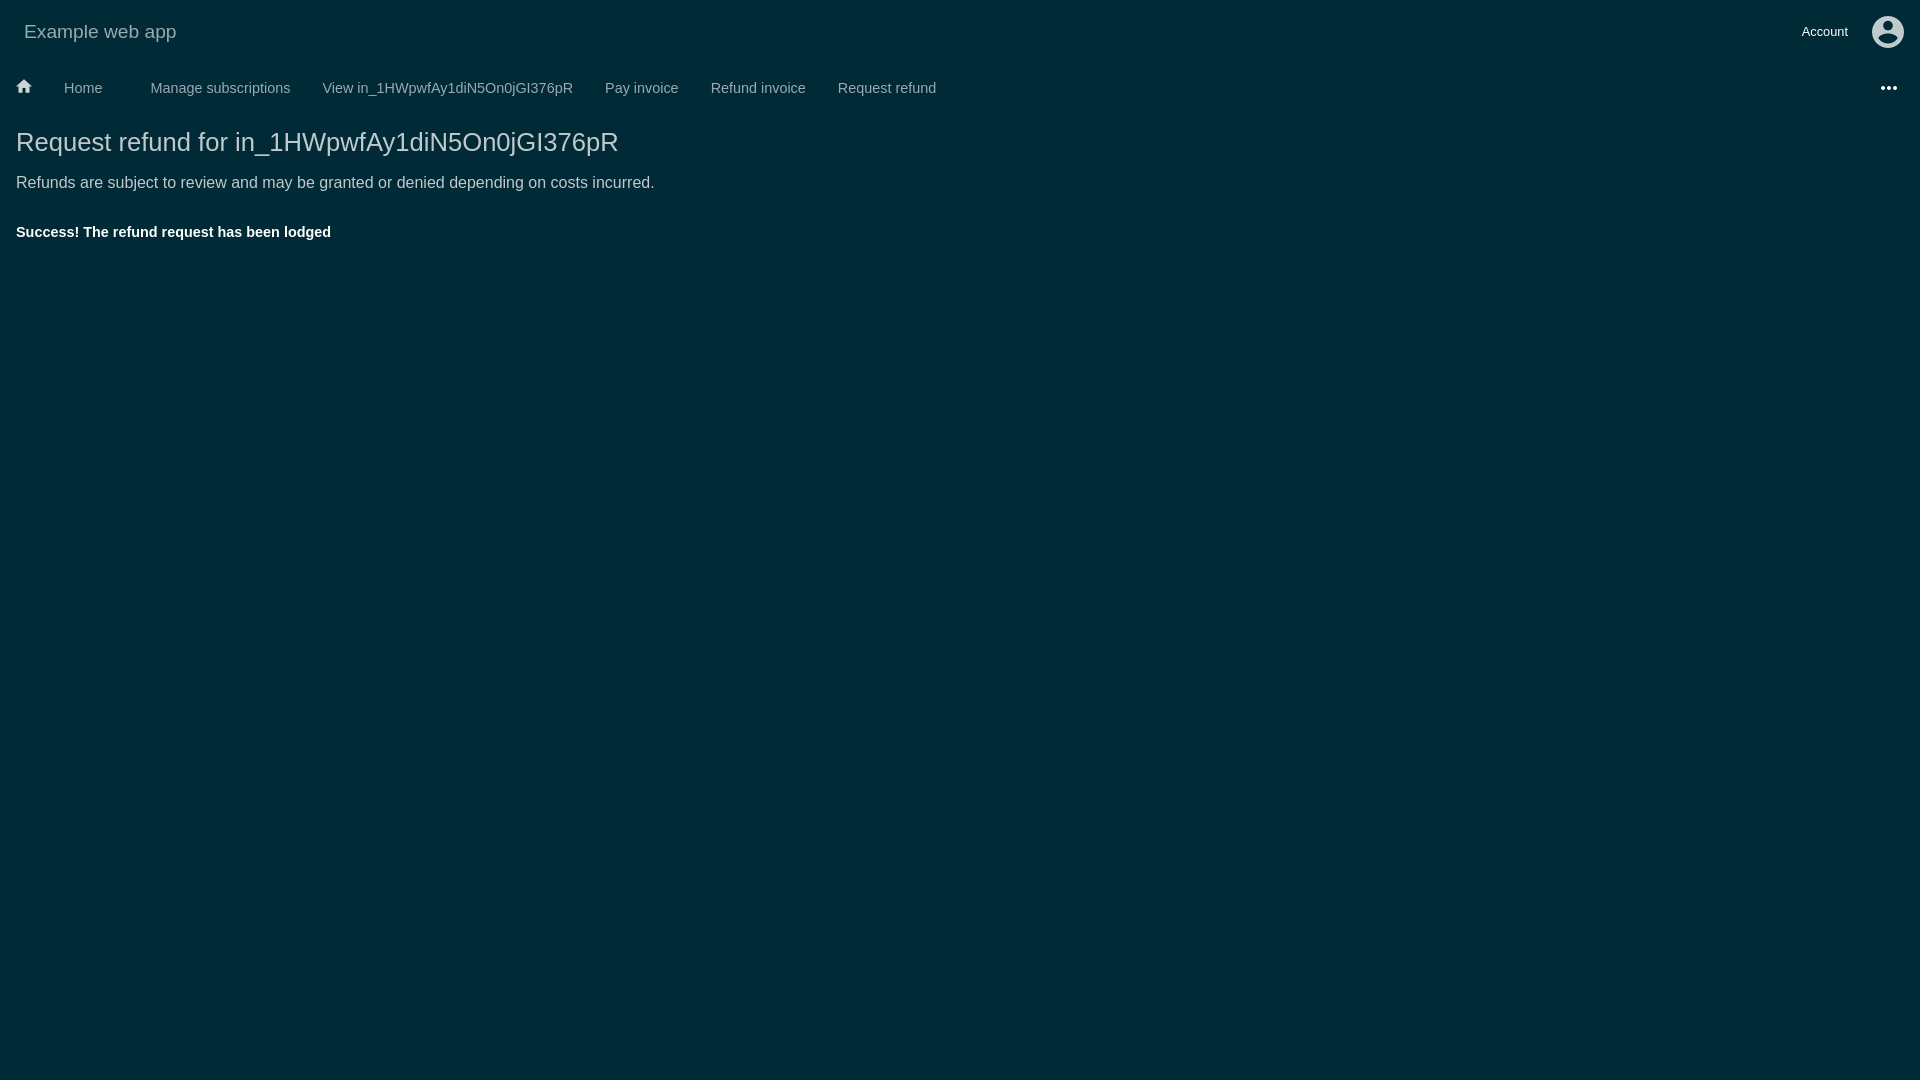 Example web app
Account
Home
Manage subscriptions
View in_1HWpwfAy1diN5On0jGI376pR
Pay invoice
Refund invoice
Request refund
Request refund for in_1HWpwfAy1diN5On0jGI376pR
Refunds are subject to review and may be granted or denied depending on costs incurred.
Success! The refund request has been lodged